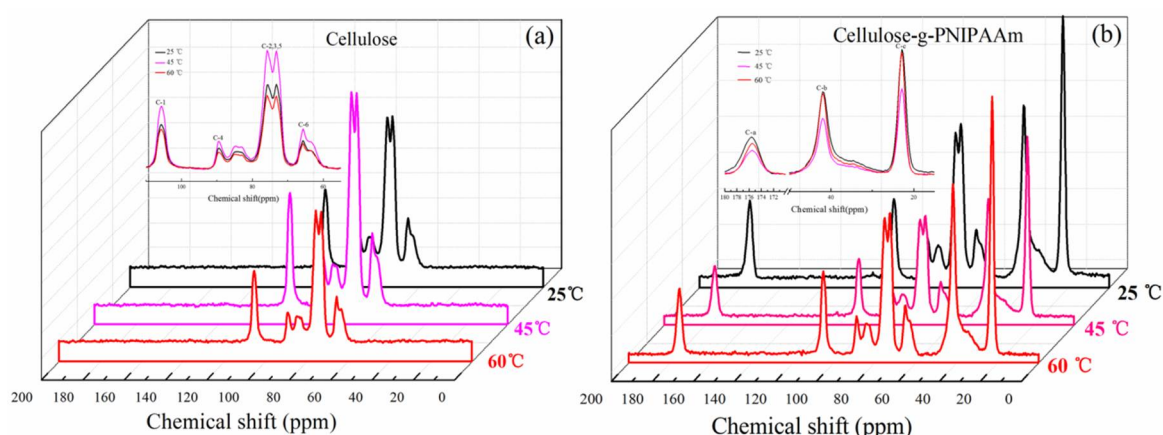 Cellulose
(a)
25 ℃
45 ℃
60 ℃
C-1
C-4
C-2,3,5
C-6
100
80
60
Chemical shift(ppm)
25℃
45℃
60℃
200 180 160 140 120 100 80 60 40 20 0
Chemical shift (ppm)
Cellulose-g-PNIPAAm
(b)
25 ℃
45 ℃
60 ℃
C-a
C-b
C-c
180 178 176 174 172 40 20
Chemical shift(ppm)
25 ℃
45 ℃
60 ℃
200 180 160 140 120 100 80 60 40 20 0
Chemical shift (ppm)